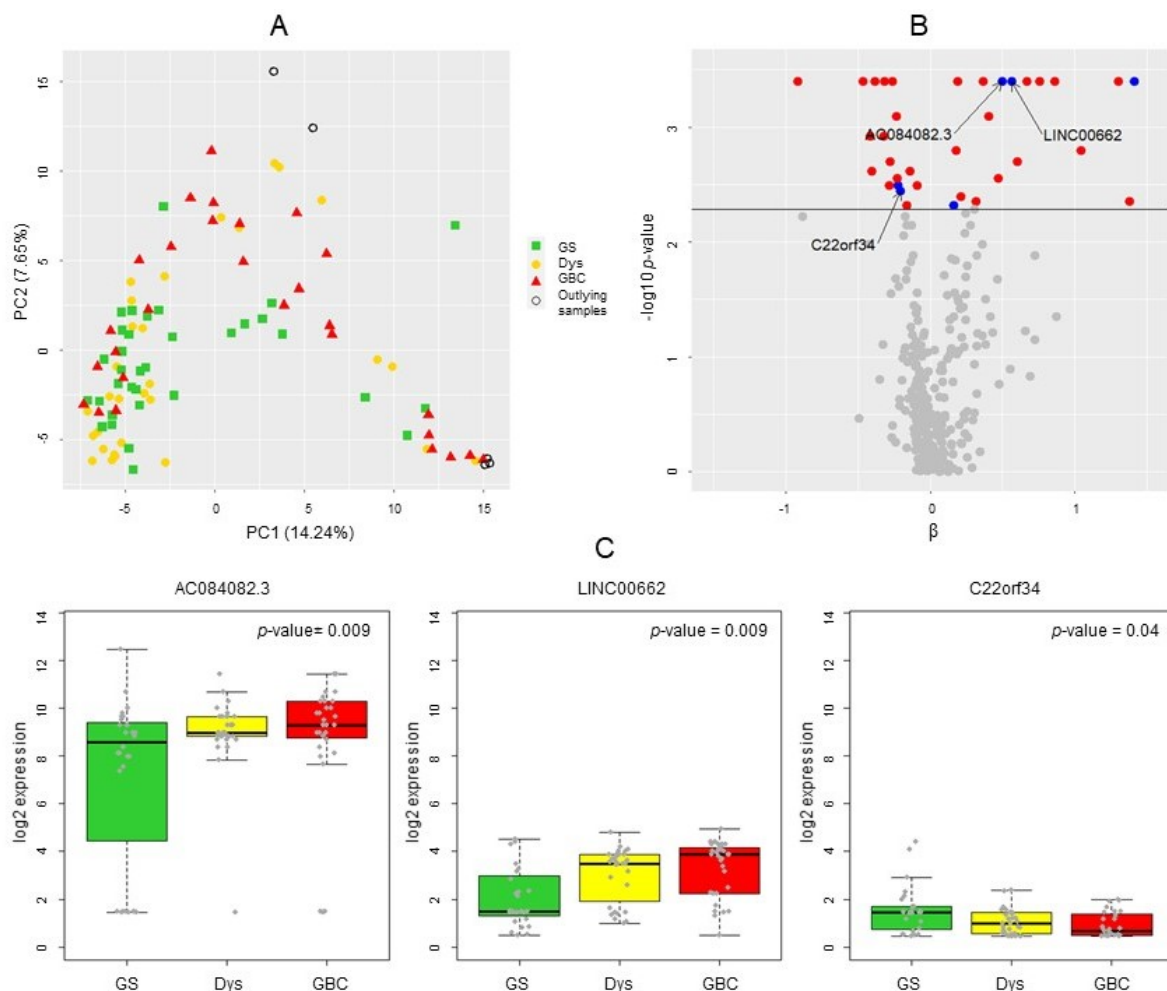 A
15
10
5
0
-5
PC2 (7.65%)
-5
0
5
10
15
PC1 (14.24%)
GS
Dys
GBC
Outlying
samples
B
3
2
1
0
-log10 p-value
AC084082.3
LINC00662
C22orf34
-1
0
1
β
C
AC084082.3
p-value= 0.009
14
12
10
8
6
4
2
0
log2 expression
GS
Dys
GBC
LINC00662
p-value = 0.009
14
12
10
8
6
4
2
0
log2 expression
GS
Dys
GBC
C22orf34
p-value = 0.04
14
12
10
8
6
4
2
0
log2 expression
GS
Dys
GBC